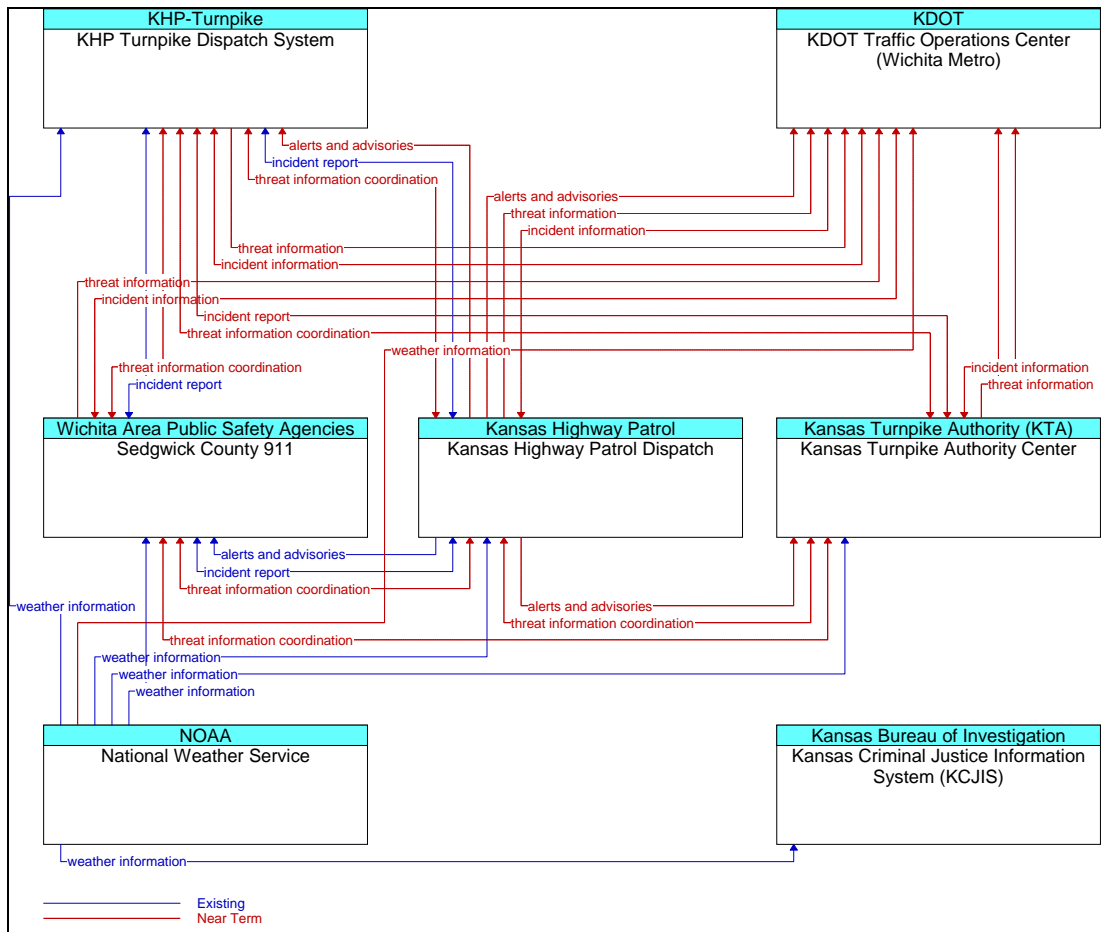 KHP-Turnpike
KHP Turnpike Dispatch System
KDOT
KDOT Traffic Operations Center
(Wichita Metro)
alerts and advisories
incident report
threat information coordination
alerts and advisories
threat information
incident information
threat information
incident information
threat information
incident information
incident report
threat information coordination
weather information
threat information coordination
incident report
incident information
threat information
Wichita Area Public Safety Agencies
Sedgwick County 911
Kansas Highway Patrol
Kansas Highway Patrol Dispatch
Kansas Turnpike Authority (KTA)
Kansas Turnpike Authority Center
alerts and advisories
incident report
threat information coordination
weather information
alerts and advisories
threat information coordination
threat information coordination
weather information
weather information
weather information
NOAA
National Weather Service
Kansas Bureau of Investigation
Kansas Criminal Justice Information
System (KCJIS)
weather information
Existing
Near Term